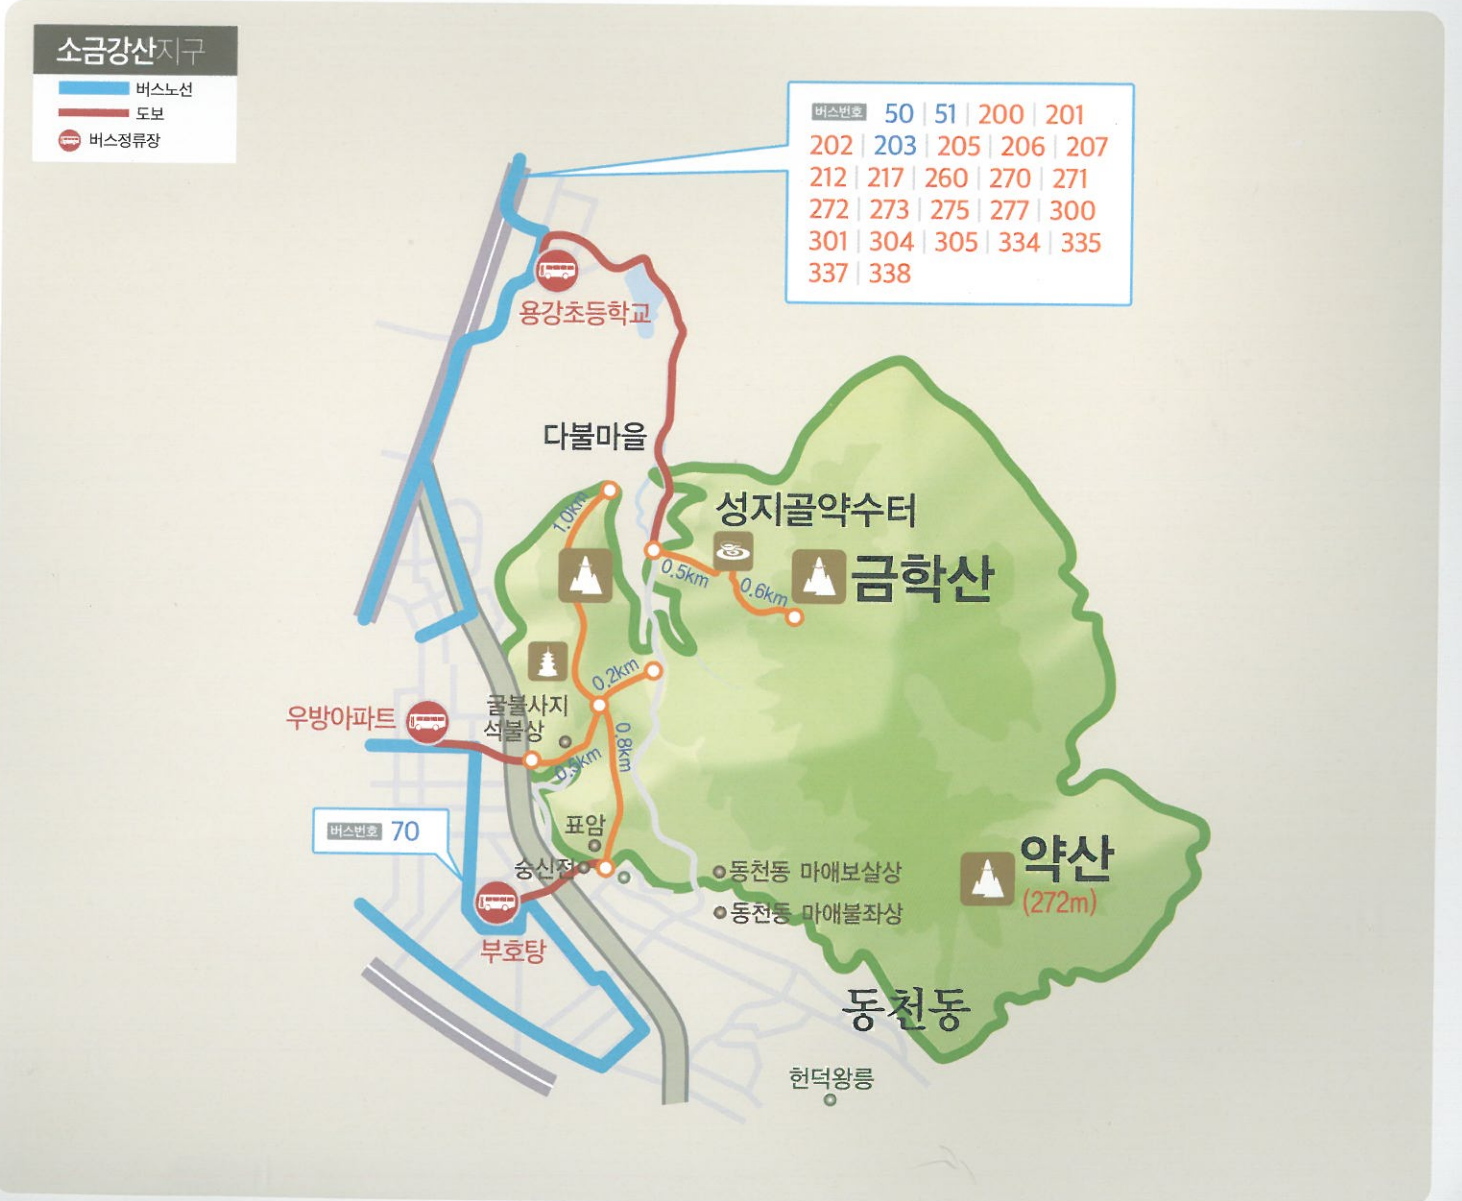 소금강산지구
버스노선
도보
버스정류장
버스번호 50 51 200 201
202 203 205 206 207
212 217 260 270 271
272 273 275 277 300
301 304 305 334 335
337 338
용강초등학교
다불마을
1.0km
성지골약수터
0.5km
금학산
0.6km
0.2km
굴불사지
석불상
우방아파트
0.8km
0.5km
버스번호 70
표암
숭신전
부호탕
동천동 마애보살상
동천동 마애불좌상
약산
(272m)
동천동
헌덕왕릉